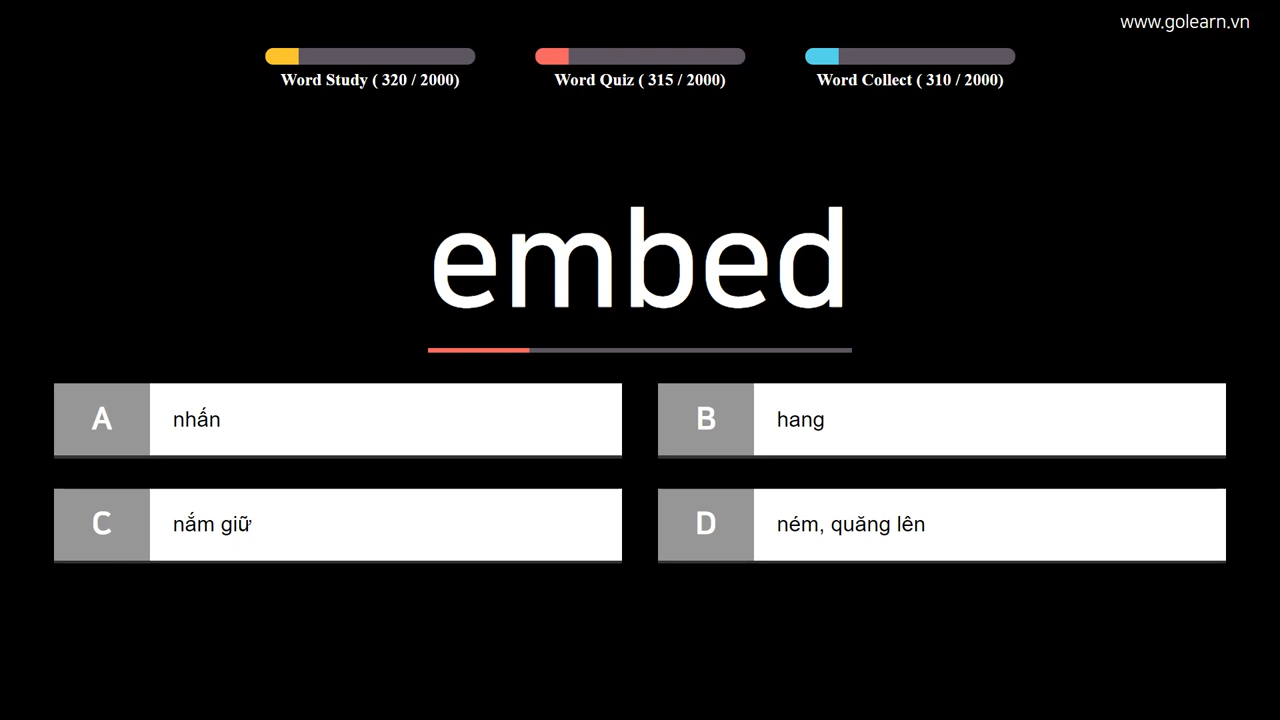 www.golearn.vn
Word Study ( 320 / 2000)
Word Quiz ( 315 / 2000)
Word Collect ( 310 / 2000)
embed
A nhấn
B hang
C nắm giữ
D ném, quăng lên